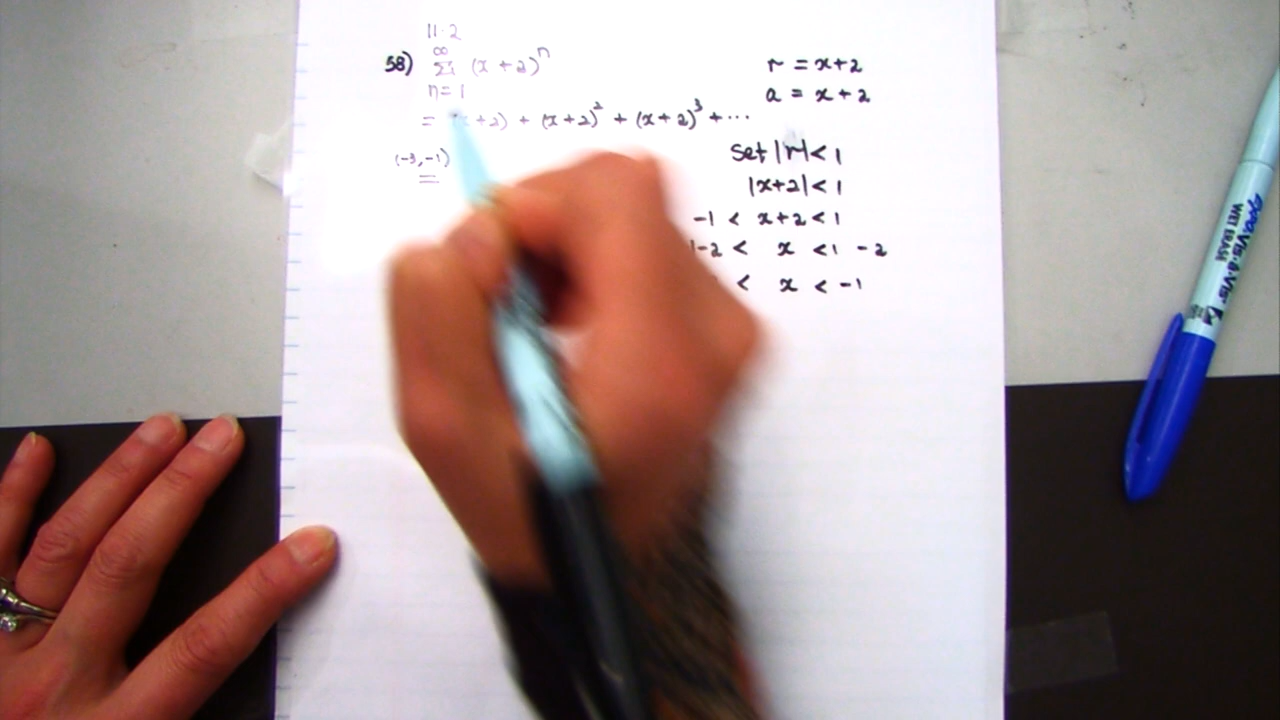 11.2
58) ∞ Σ n=1 (x+2)^n
= (x+2) + (x+2)^2 + (x+2)^3 + ...
(-3,-1)
r = x+2
a = x+2
set |r| < 1
|x+2| < 1
-1 < x+2 < 1
-2 < x < 1 -2
< x < -1
Vis-à-Vis
WET ERASE